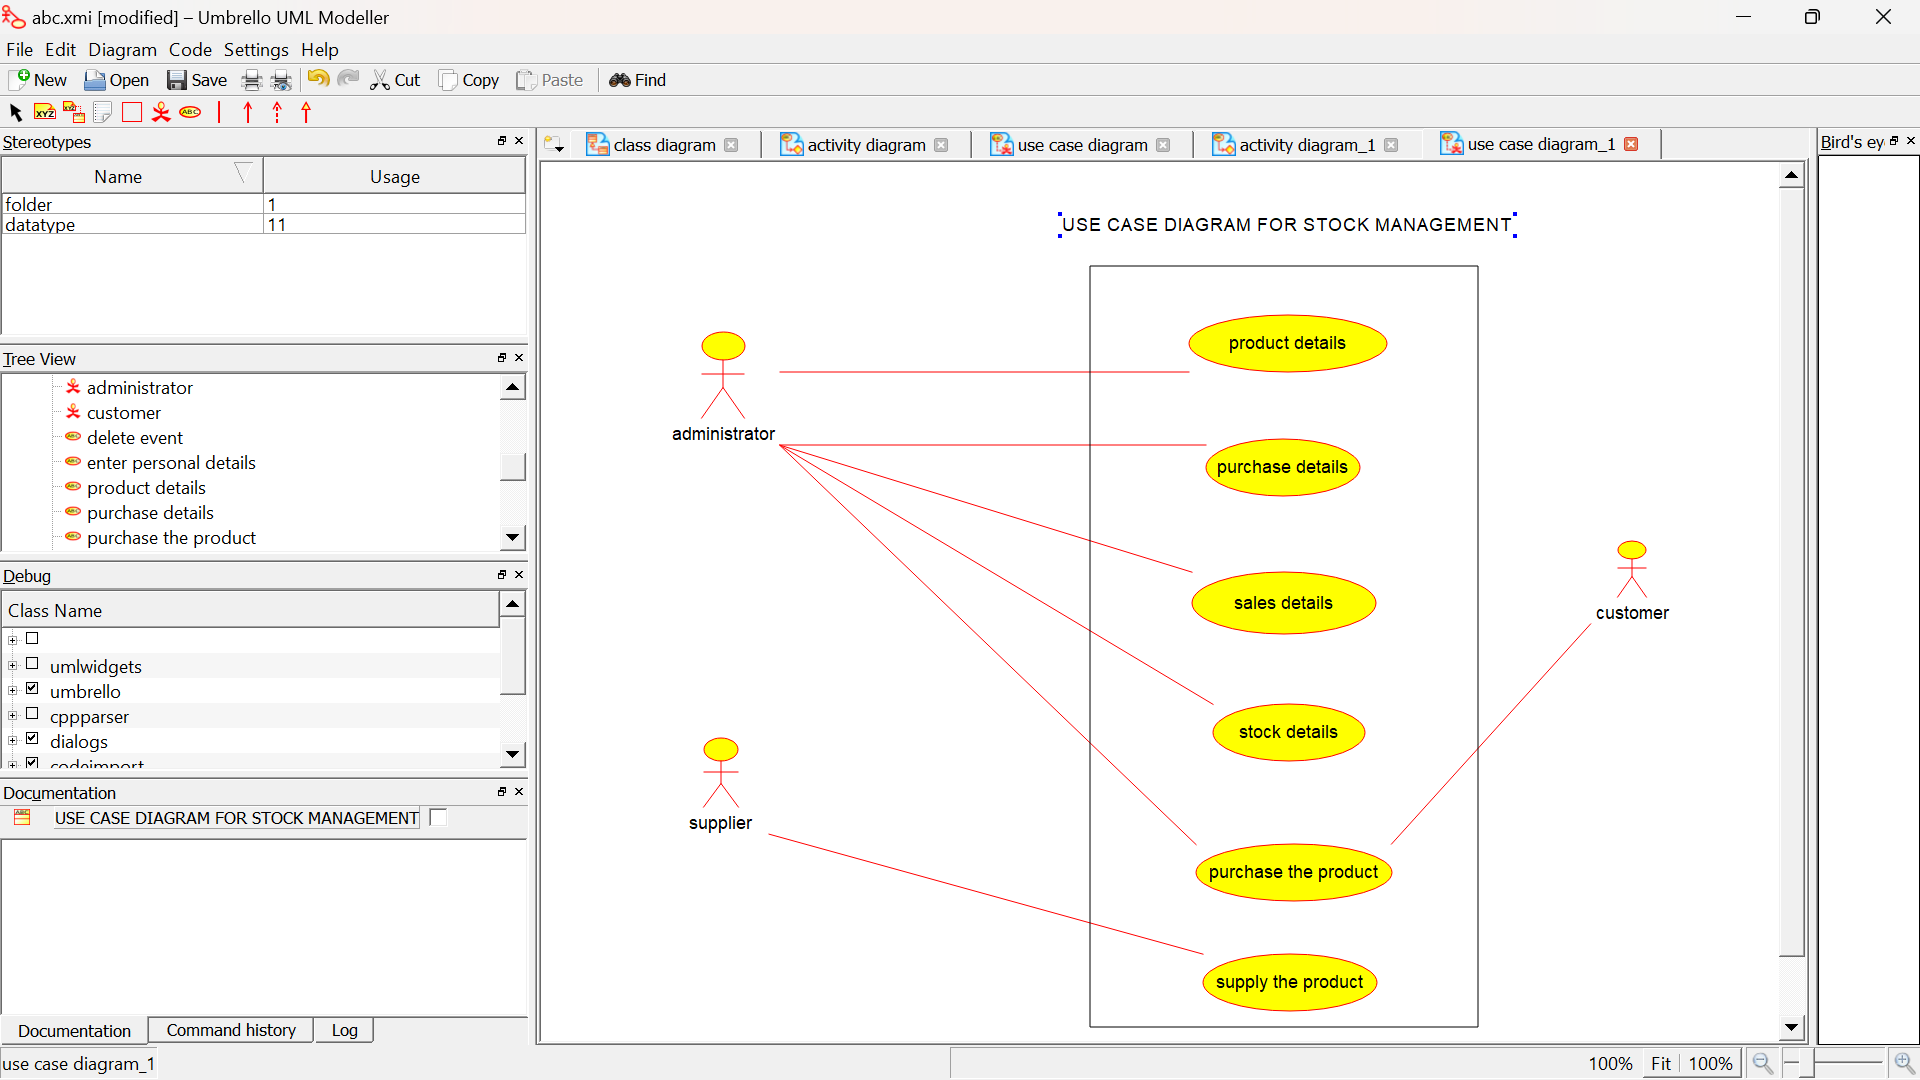 abc.xmi [modified] – Umbrello UML Modeller
File Edit Diagram Code Settings Help
New Open Save Cut Copy Paste Find
XYZ XYZ ABC
Stereotypes
Name Usage
folder 1
datatype 11
Tree View
administrator
customer
delete event
enter personal details
product details
purchase details
purchase the product
Debug
Class Name
umlwidgets
umbrello
cppparser
dialogs
codeimport
Documentation
USE CASE DIAGRAM FOR STOCK MANAGEMENT
Documentation Command history Log
use case diagram_1
class diagram activity diagram use case diagram activity diagram_1 use case diagram_1
USE CASE DIAGRAM FOR STOCK MANAGEMENT
product details
administrator
purchase details
sales details
customer
stock details
supplier
purchase the product
supply the product
Bird's ey
100% Fit 100%